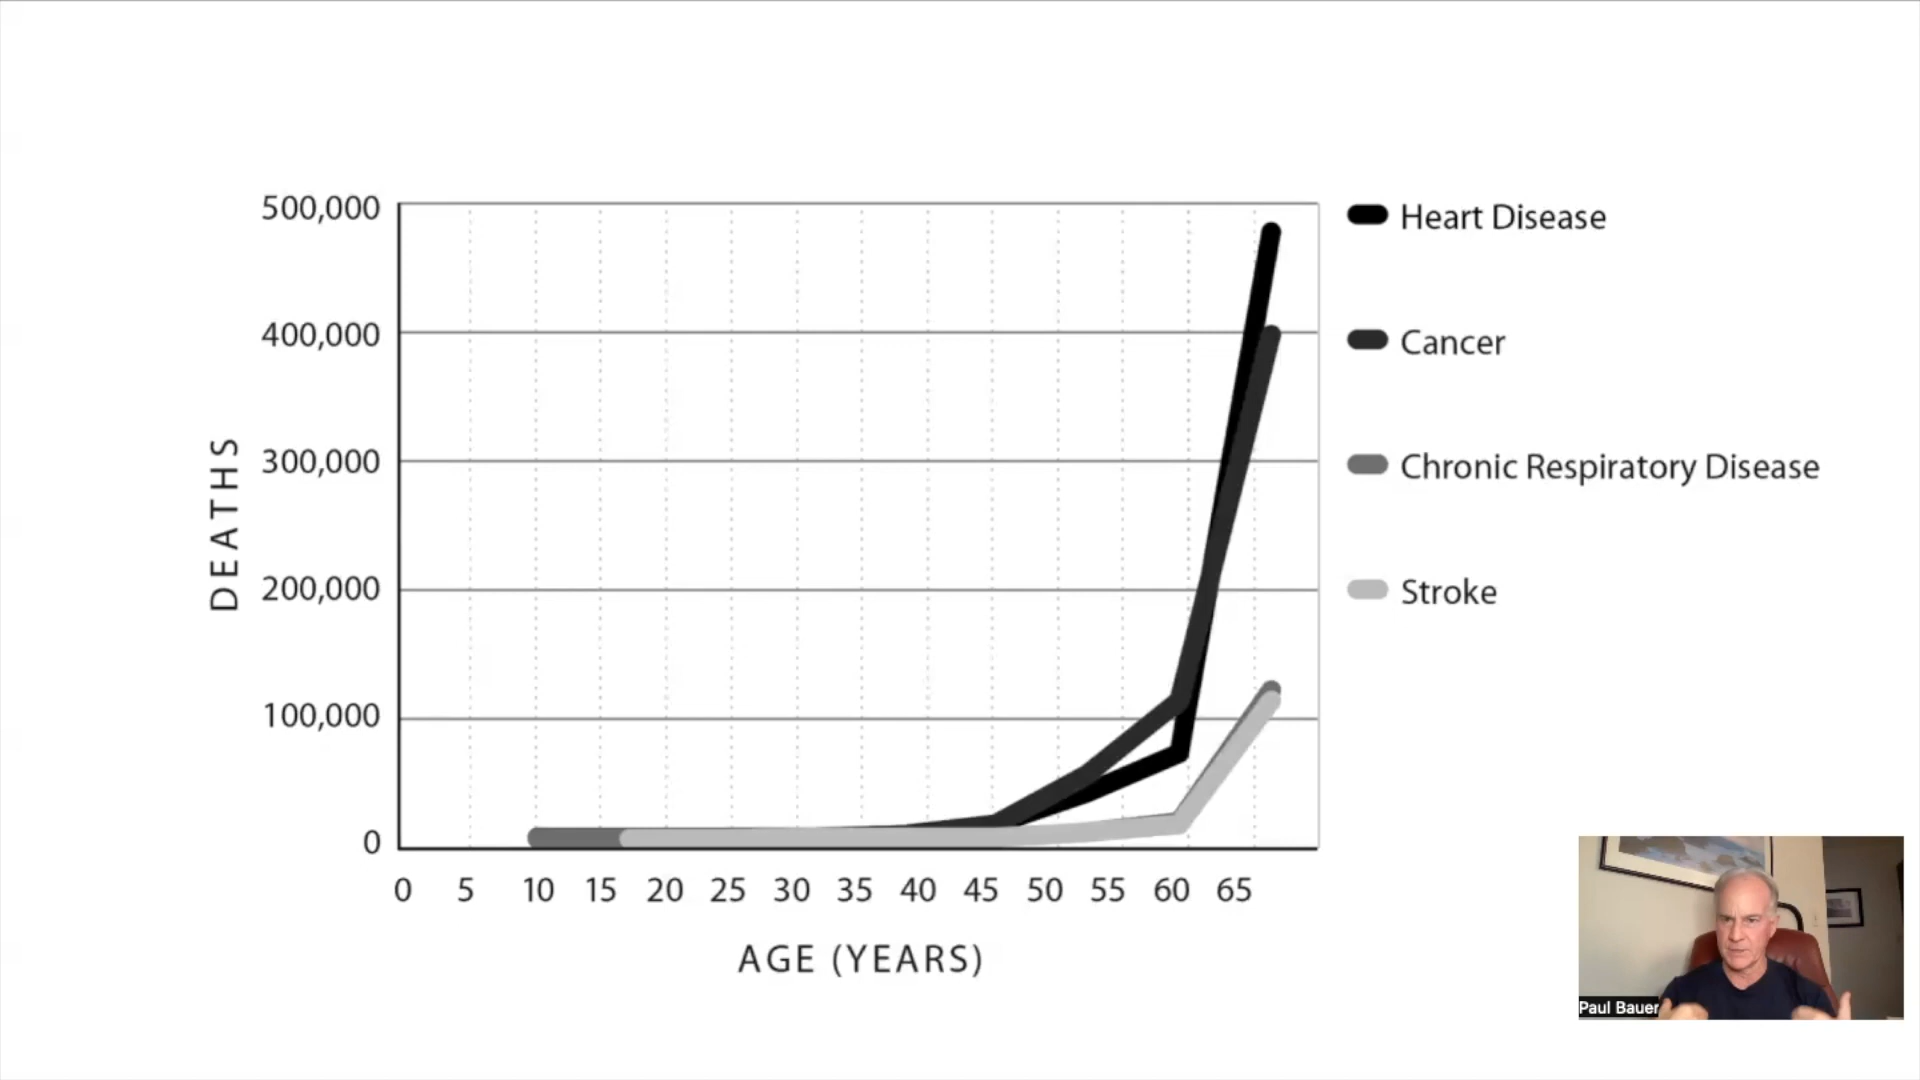 500,000
400,000
300,000
200,000
100,000
0
DEATHS
0 5 10 15 20 25 30 35 40 45 50 55 60 65
AGE (YEARS)
Heart Disease
Cancer
Chronic Respiratory Disease
Stroke
Paul Bauer